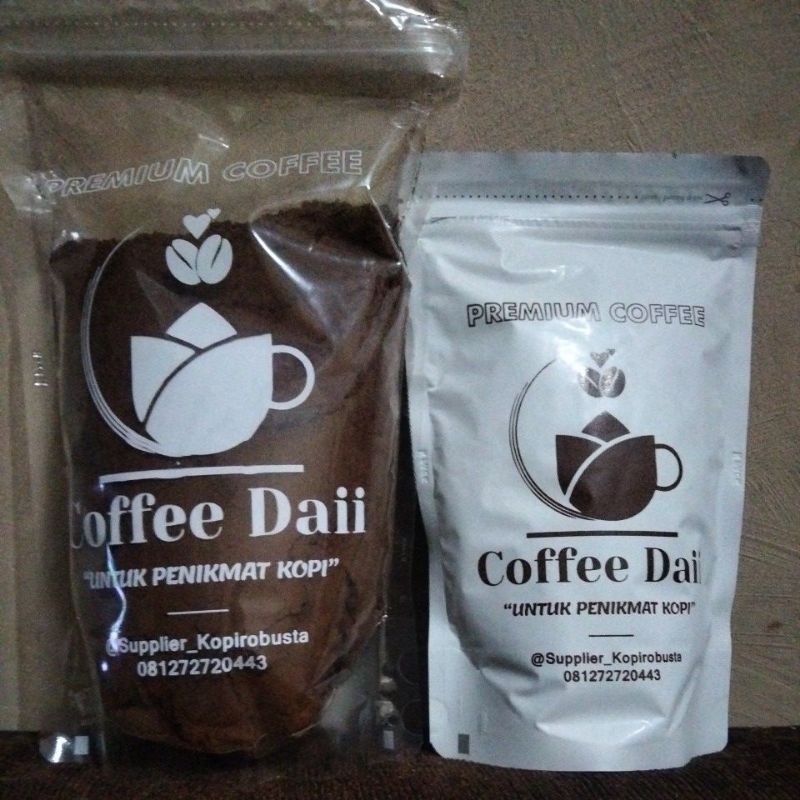 PREMIUM COFFEE
Coffee Daii
“UNTUK PENIKMAT KOPI”
@Supplier_Kopirobusta
081272720443
PREMIUM COFFEE
Coffee Daii
“UNTUK PENIKMAT KOPI”
@Supplier_Kopirobusta
081272720443